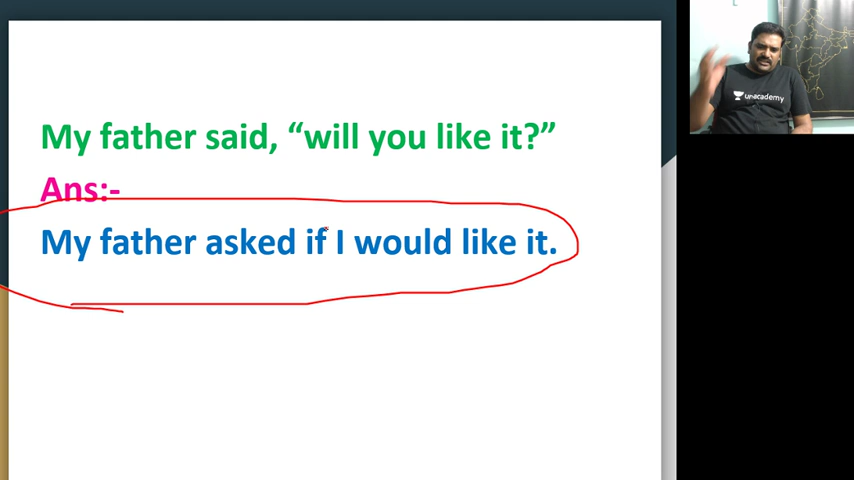 My father said, “will you like it?”
Ans:-
My father asked if I would like it.
unacademy